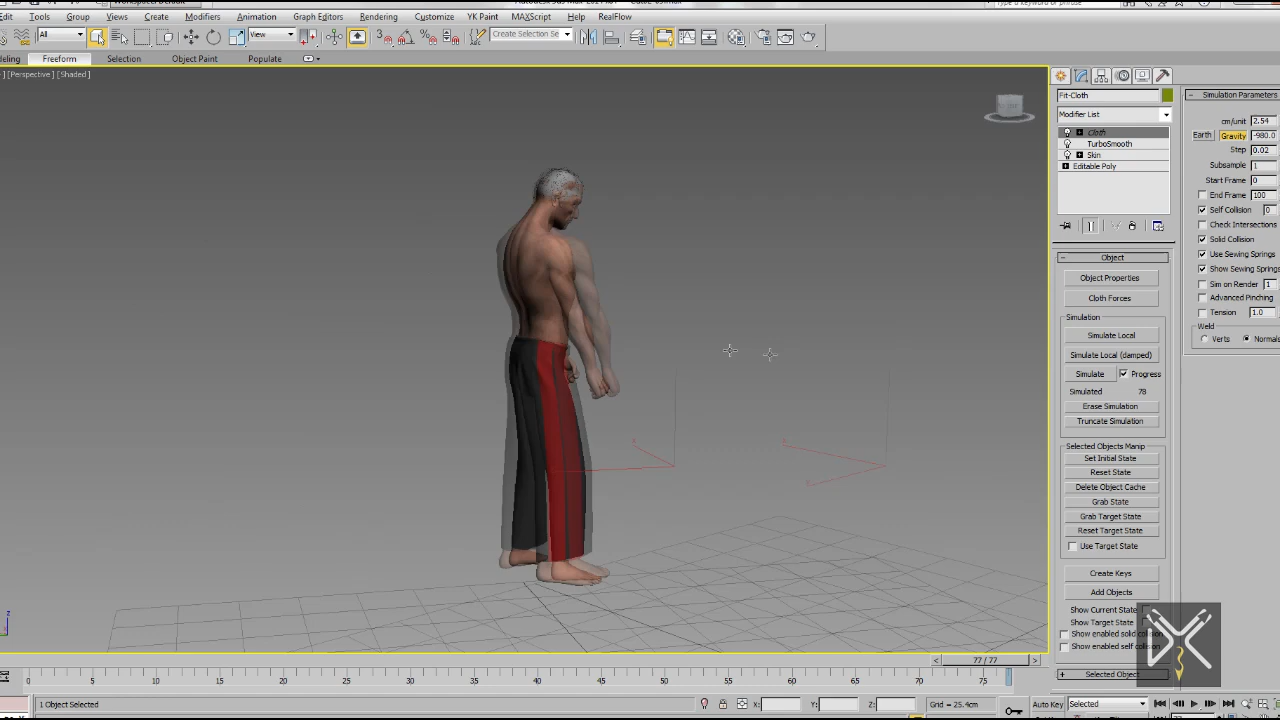 Edit Tools Group Views Create Modifiers Animation Graph Editors Rendering Customize YK Paint MAXScript Help RealFlow
All View 3 Create Selection Se
Freeform Selection Object Paint Populate
] [Perspective ] [Shaded ]
Fit-Cloth
Modifier List
Cloth
TurboSmooth
Skin
Editable Poly
Simulation Parameters
cm/unit 2.54
Earth Gravity -980.0
Step 0.02
Subsample 1
Start Frame 0
End Frame 100
Self Collision 0
Check Intersections
Solid Collision
Use Sewing Springs
Show Sewing Springs
Sim on Render 1
Advanced Pinching
Tension 1.0
Weld
Verts Normals
Object
Object Properties
Cloth Forces
Simulation
Simulate Local
Simulate Local (damped)
Simulate Progress
Simulated 78
Erase Simulation
Truncate Simulation
Selected Objects Manip
Set Initial State
Reset State
Delete Object Cache
Grab State
Grab Target State
Reset Target State
Use Target State
Create Keys
Add Objects
Show Current State
Show Target State
Show enabled solid collision
Show enabled self collision
Selected Object
z
< 77 / 77 >
0 5 10 15 20 25 30 35 40 45 50 55 60 65 70 75
1 Object Selected X: Y: Z: Grid = 25.4cm Auto Key Selected